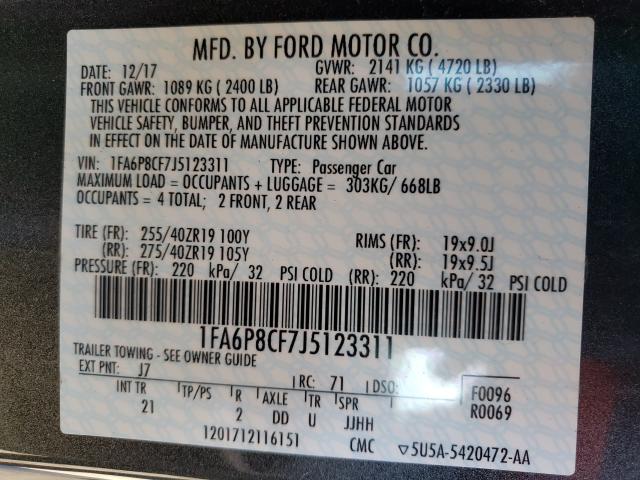 MFD. BY FORD MOTOR CO.
DATE: 12/17 GVWR: 2141 KG ( 4720 LB)
FRONT GAWR: 1089 KG ( 2400 LB) REAR GAWR: 1057 KG ( 2330 LB)
THIS VEHICLE CONFORMS TO ALL APPLICABLE FEDERAL MOTOR
VEHICLE SAFETY, BUMPER, AND THEFT PREVENTION STANDARDS
IN EFFECT ON THE DATE OF MANUFACTURE SHOWN ABOVE.
VIN: 1FA6P8CF7J5123311 TYPE: Passenger Car
MAXIMUM LOAD = OCCUPANTS + LUGGAGE = 303KG/ 668LB
OCCUPANTS = 4 TOTAL; 2 FRONT, 2 REAR
TIRE (FR): 255/40ZR19 100Y RIMS (FR): 19x9.0J
(RR): 275/40ZR19 105Y (RR): 19x9.5J
PRESSURE (FR): 220 kPa/ 32 PSI COLD (RR): 220 kPa/ 32 PSI COLD
1FA6P8CF7J5123311
TRAILER TOWING - SEE OWNER GUIDE
EXT PNT: J7 RC: 71 DSO: F0096
INT TR TP/PS R AXLE TR SPR R0069
21 2 DD U JJHH
1201712116151 CMC ▽5U5A-5420472-AA